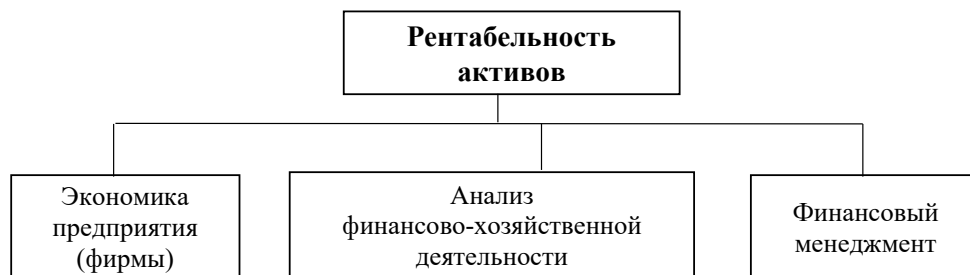 Рентабельность
активов
Экономика
предприятия
(фирмы)
Анализ
финансово-хозяйственной
деятельности
Финансовый
менеджмент